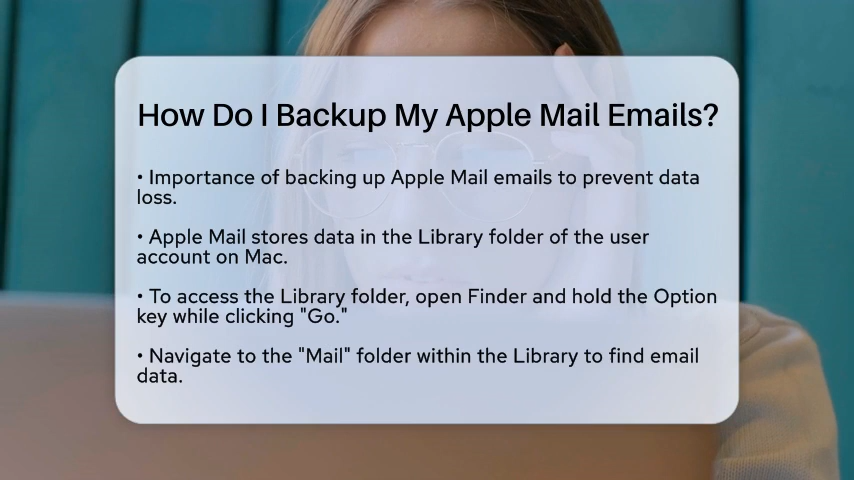 How Do I Backup My Apple Mail Emails?
• Importance of backing up Apple Mail emails to prevent data
loss.
• Apple Mail stores data in the Library folder of the user
account on Mac.
• To access the Library folder, open Finder and hold the Option
key while clicking "Go."
• Navigate to the "Mail" folder within the Library to find email
data.